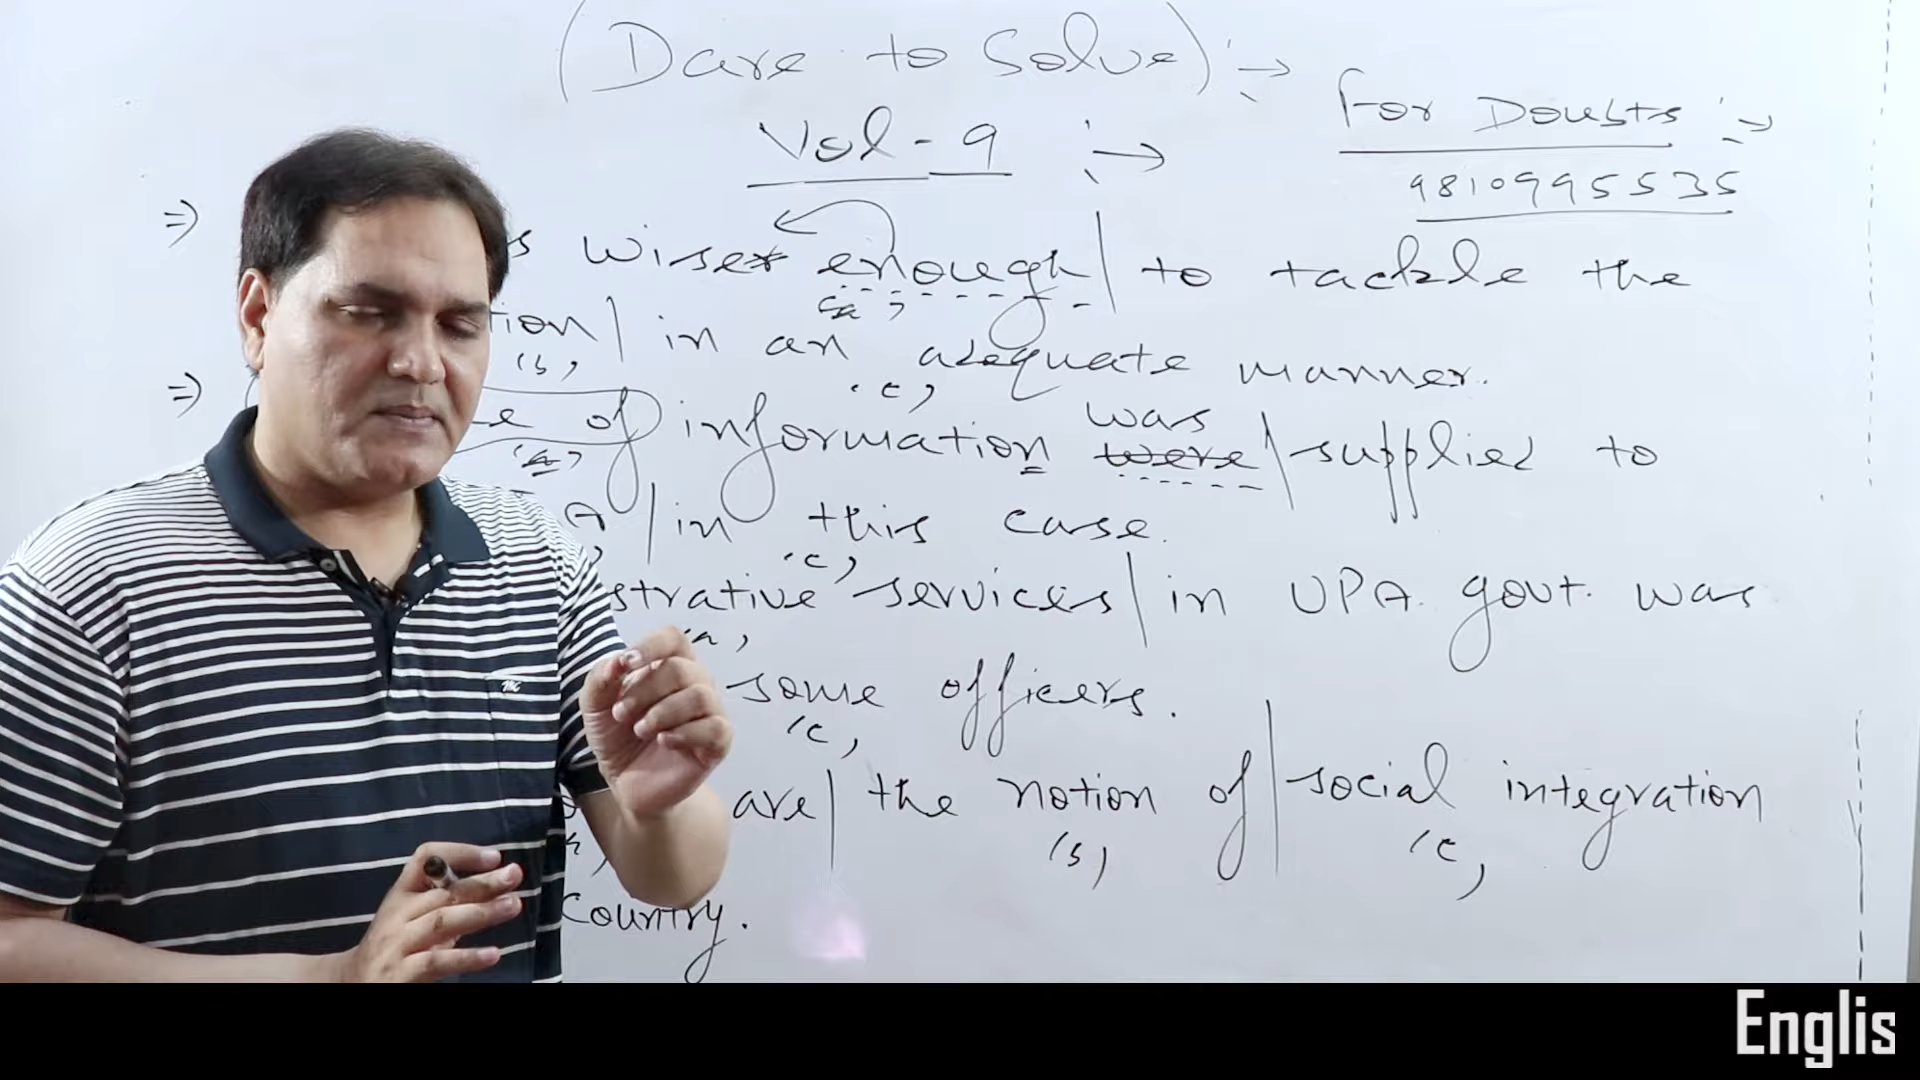 (Dare to Solve) :→
Vol - 9 :→
For Doubts :→
9810995535
⇒ wiser enough | to tackle the
(a)
tion | in an adequate manner.
(b) (c)
was
⇒ of information were | supplied to
(a)
A | in this case.
(c)
strative services | in UPA govt. was
(a)
some officers.
(c)
are | the notion of | social integration
(b) (c)
country.
Englis